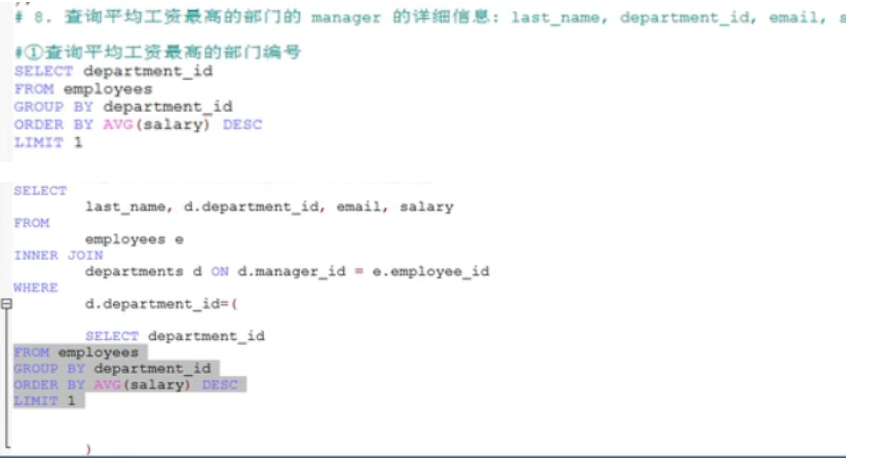 # 8. 查询平均工资最高的部门的 manager 的详细信息: last_name, department_id, email,
#①查询平均工资最高的部门编号
SELECT department_id
FROM employees
GROUP BY department_id
ORDER BY AVG(salary) DESC
LIMIT 1
SELECT
last_name, d.department_id, email, salary
FROM
employees e
INNER JOIN
departments d ON d.manager_id = e.employee_id
WHERE
d.department_id=(
SELECT department_id
FROM employees
GROUP BY department_id
ORDER BY AVG(salary) DESC
LIMIT 1
)